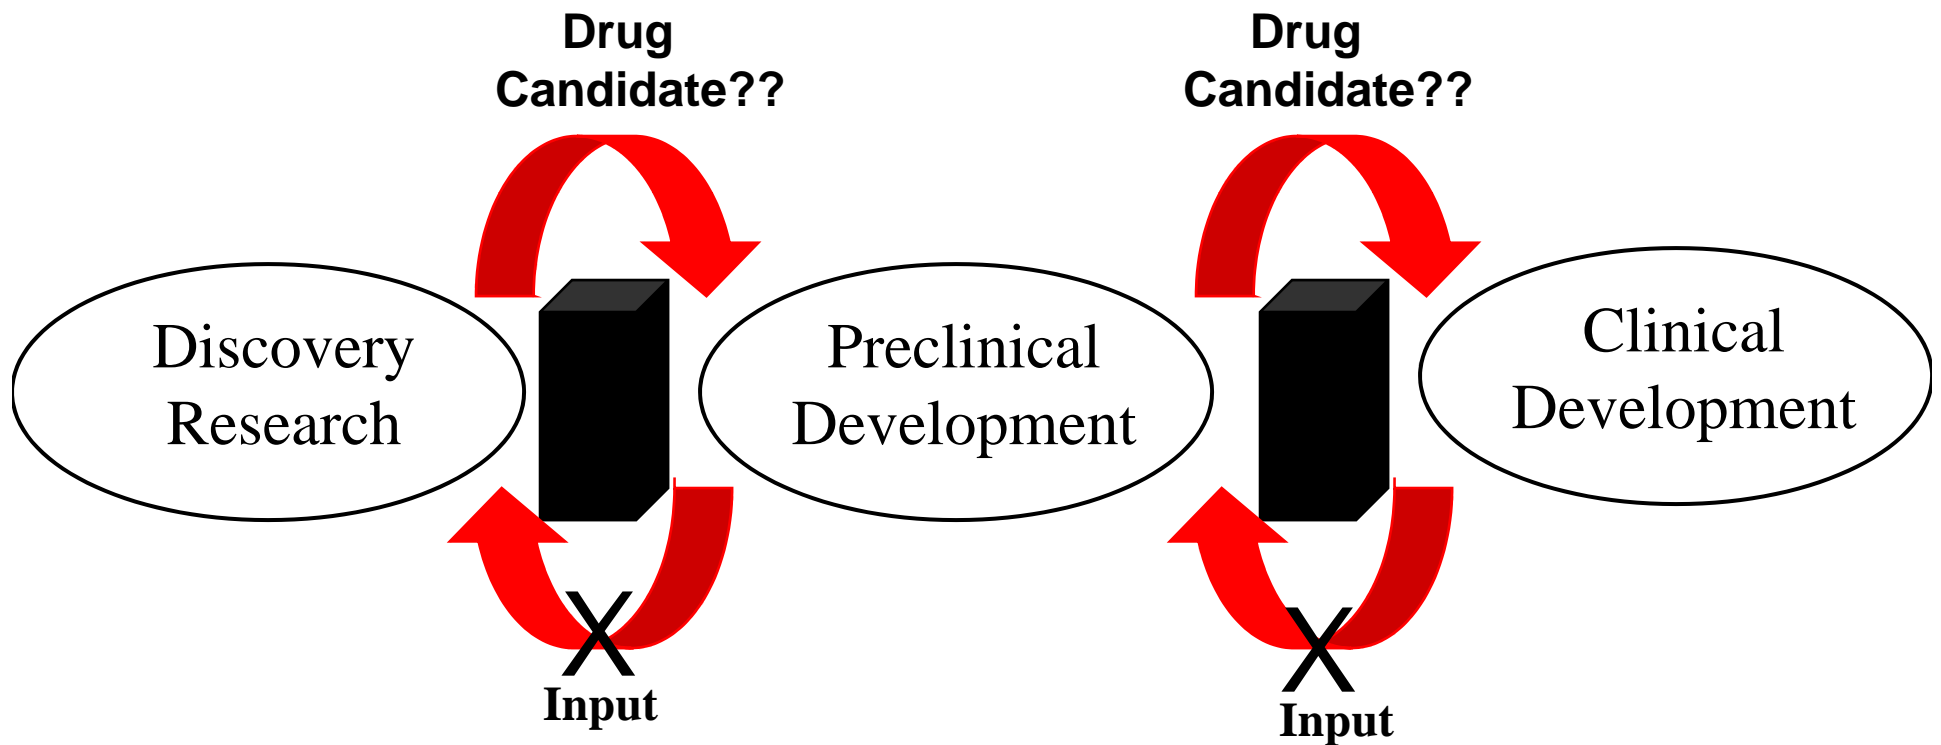 Drug
Candidate??
Drug
Candidate??
Discovery
Research
Preclinical
Development
Clinical
Development
X
Input
X
Input